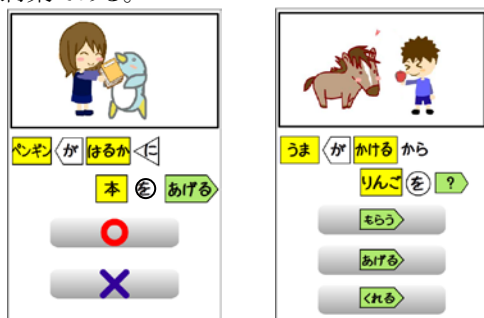 ペンギン が はるか に
本 を あげる
○
×
うま が かける から
りんご を ?
もらう
あげる
くれる